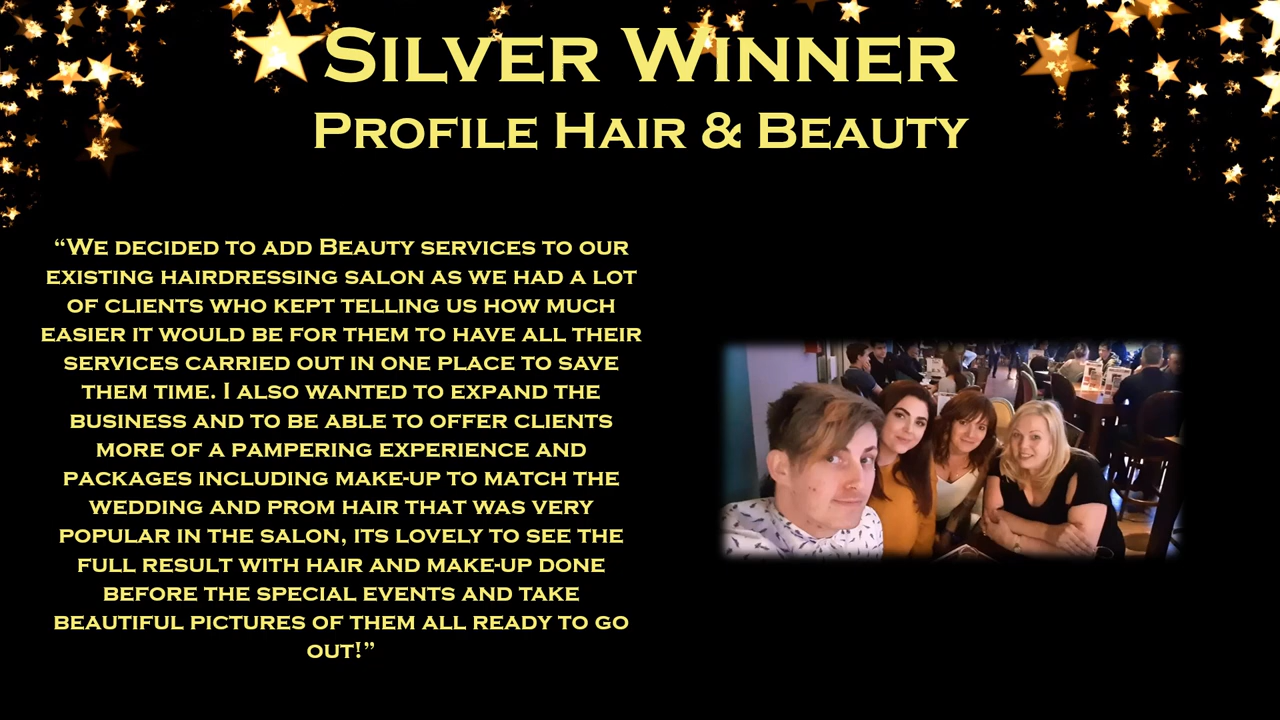 Silver Winner
Profile Hair & Beauty
“We decided to add Beauty services to our
existing hairdressing salon as we had a lot
of clients who kept telling us how much
easier it would be for them to have all their
services carried out in one place to save
them time. I also wanted to expand the
business and to be able to offer clients
more of a pampering experience and
packages including make-up to match the
wedding and prom hair that was very
popular in the salon, its lovely to see the
full result with hair and make-up done
before the special events and take
beautiful pictures of them all ready to go
out!”